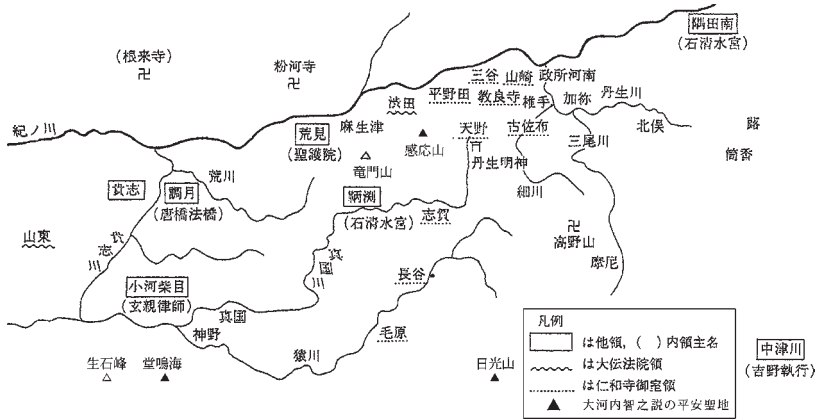 隅田南
(石清水宮)
(根来寺)
卍
粉河寺
卍
三谷
山崎
政所河南
渋田
平野田
教良寺
椎手
加祢
丹生川
紀ノ川
荒見
(聖護院)
麻生津
感応山
天野
丹生明神
古佐布
三尾川
北俣
筒香
竜門山
貴志
調月
(唐橋法橋)
荒川
鞆渕
(石清水宮)
志賀
細川
卍
高野山
摩尼
山東
貴志川
真国川
長谷
小河柴目
(玄親律師)
真国
神野
猿川
毛原
生石峰
堂鳴海
日光山
中津川
(吉野執行)
凡例
は他領,( )内領主名
は大伝法院領
は仁和寺御室領
大河内智之説の平安聖地